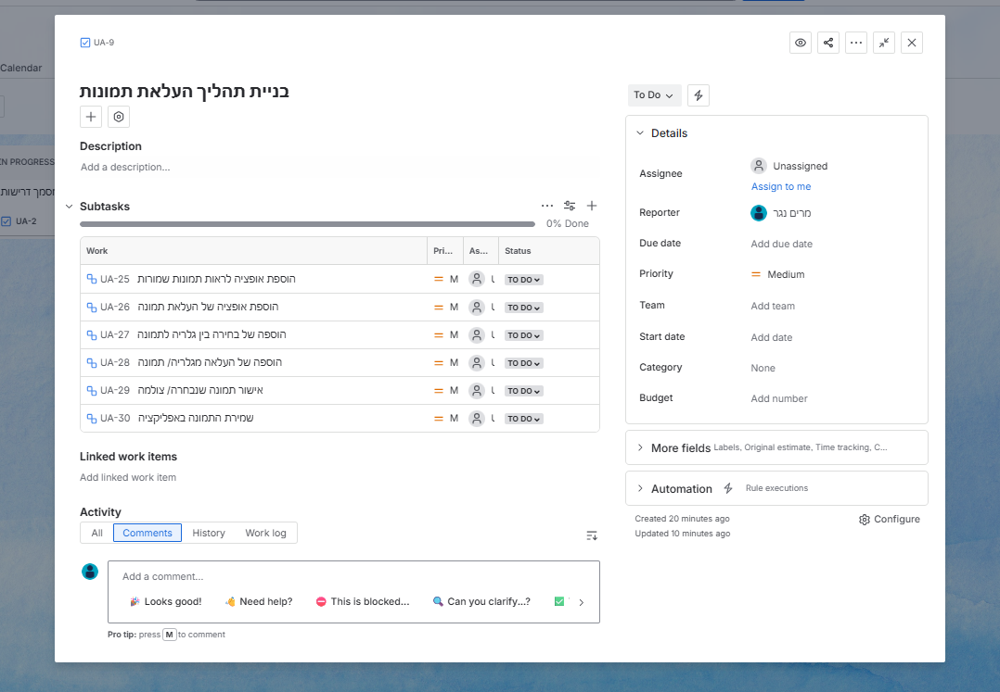 UA-9
Calendar
בניית תהליך העלאת תמונות
To Do
Description
Add a description...
Details
Assignee
Unassigned
Assign to me
Reporter
מרים נגר
Due date
Add due date
Priority
Medium
Team
Add team
Start date
Add date
Category
None
Budget
Add number
N PROGRESS
מסמך דרישות
UA-2
Subtasks
0% Done
Work Pri... As... Status
UA-25 הוספת אופציה לראות תמונות שמורות M TO DO
UA-26 הוספת אופציה של העלאת תמונה M TO DO
UA-27 הוספה של בחירה בין גלריה לתמונה M TO DO
UA-28 הוספה של העלאה מגלריה/ תמונה M TO DO
UA-29 אישור תמונה שנבחרה/ צולמה M TO DO
UA-30 שמירת התמונה באפליקציה M TO DO
Linked work items
Add linked work item
More fields Labels, Original estimate, Time tracking, C...
Automation Rule executions
Created 20 minutes ago
Updated 10 minutes ago
Configure
Activity
All Comments History Work log
Add a comment...
Looks good! Need help? This is blocked... Can you clarify...?
Pro tip: press M to comment